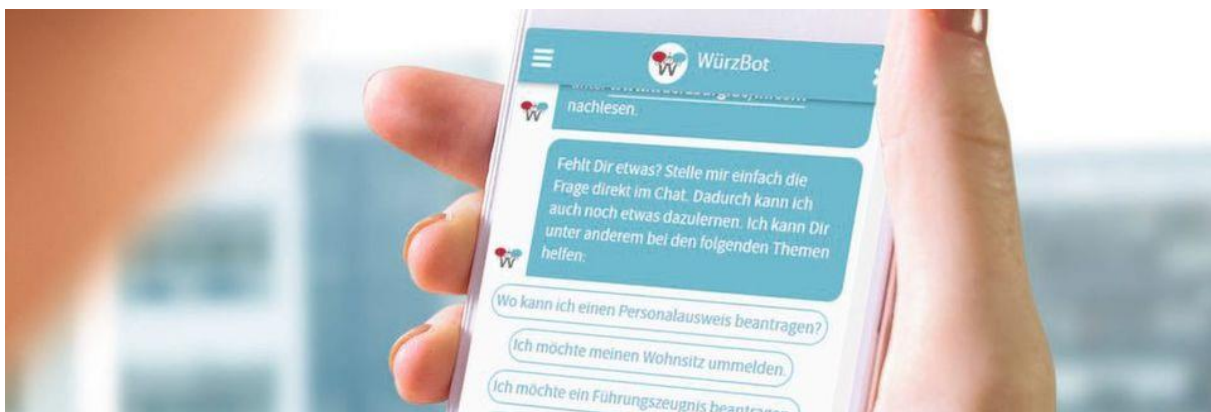 WürzBot
nachlesen.
Fehlt Dir etwas? Stelle mir einfach die
Frage direkt im Chat. Dadurch kann ich
auch noch etwas dazulernen. Ich kann Dir
unter anderem bei den folgenden Themen
helfen:
Wo kann ich einen Personalausweis beantragen?
Ich möchte meinen Wohnsitz ummelden.
Ich möchte ein Führungszeugnis beantragen